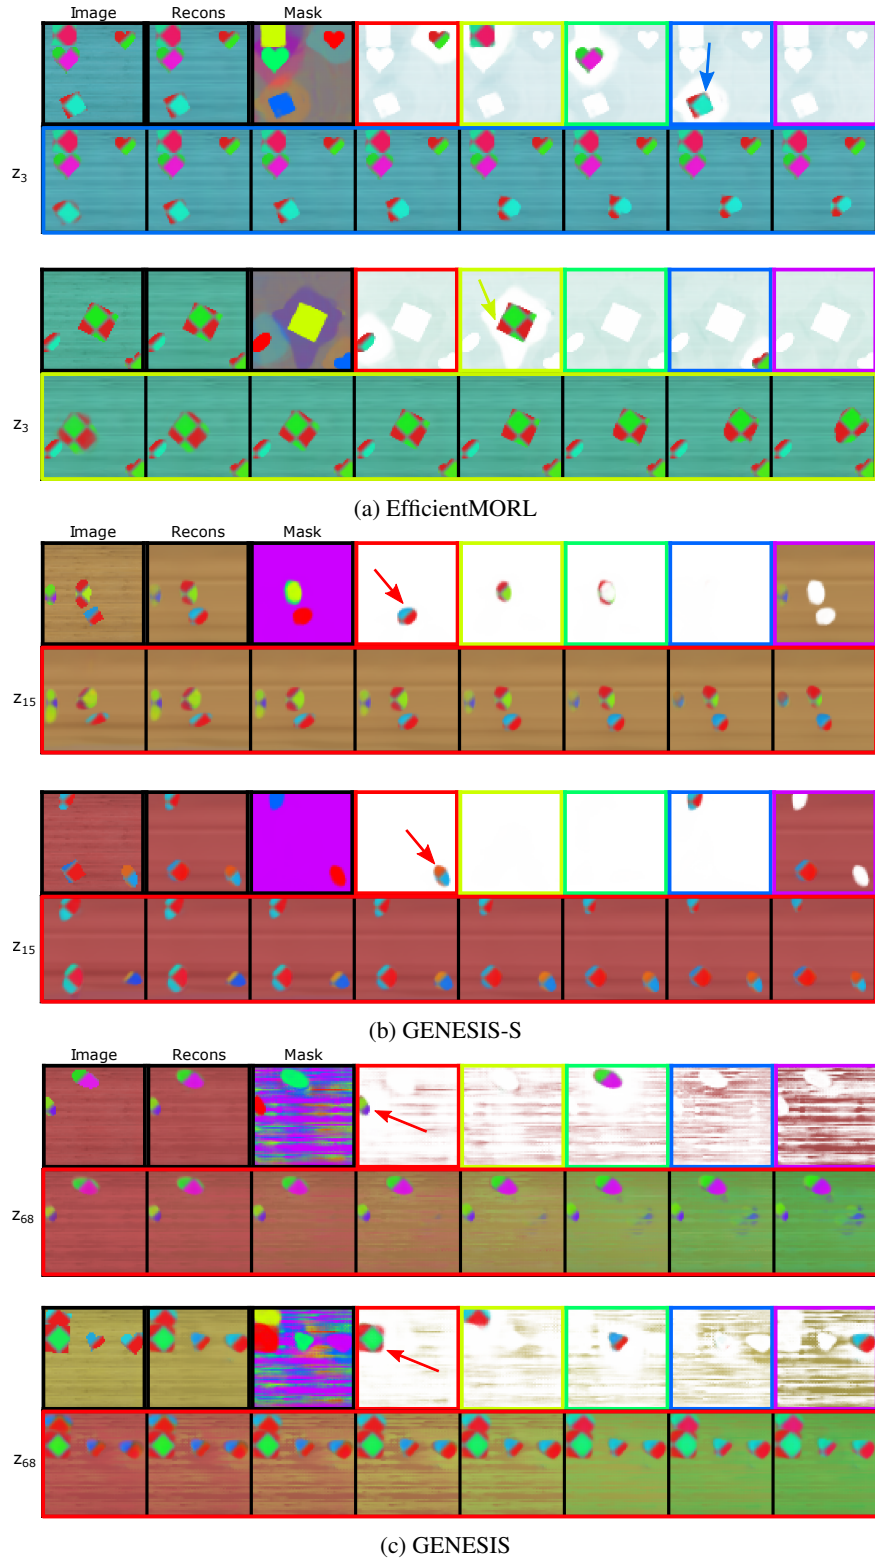 Image Recons Mask
z3
z3
(a) EfficientMORL
Image Recons Mask
z15
z15
(b) GENESIS-S
Image Recons Mask
z68
z68
(c) GENESIS